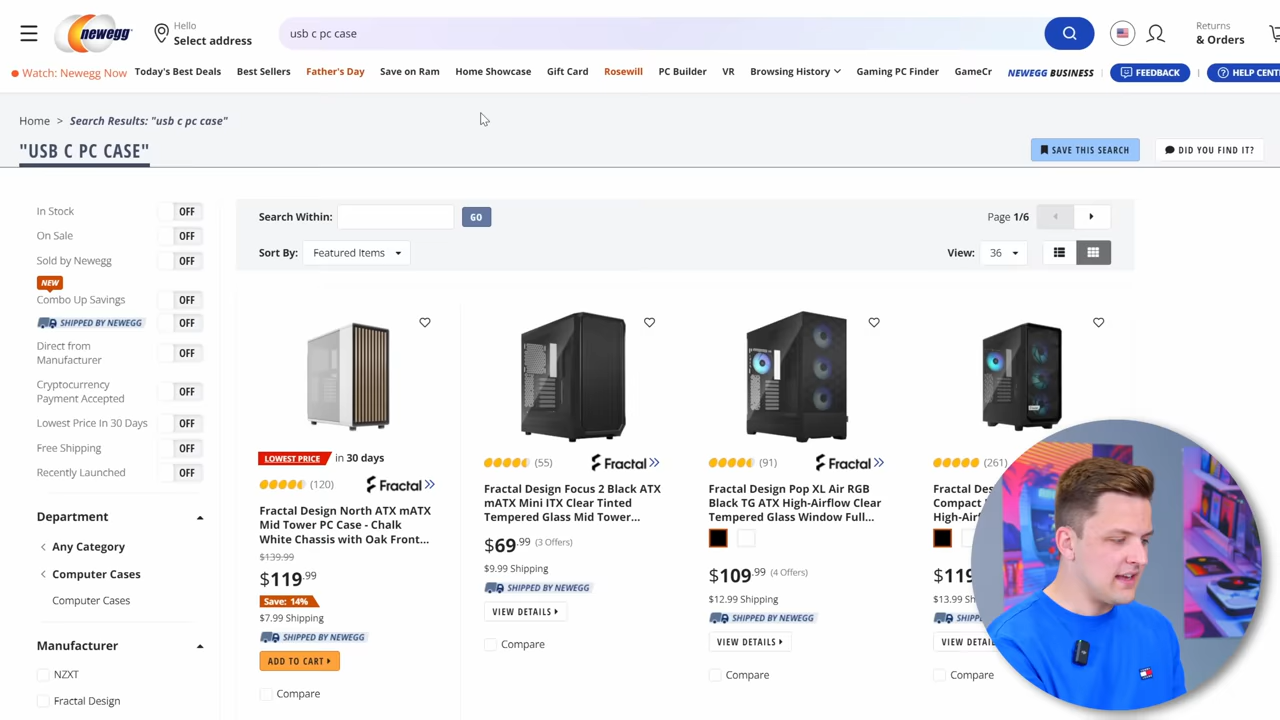 newegg
Hello
Select address
usb c pc case
Returns
& Orders
Watch: Newegg Now
Today's Best Deals
Best Sellers
Father's Day
Save on Ram
Home Showcase
Gift Card
Rosewill
PC Builder
VR
Browsing History
Gaming PC Finder
GameCr
NEWEGG BUSINESS
FEEDBACK
HELP CENT
Home > Search Results: "usb c pc case"
"USB C PC CASE"
SAVE THIS SEARCH
DID YOU FIND IT?
In Stock
OFF
On Sale
OFF
Sold by Newegg
OFF
NEW
Combo Up Savings
OFF
SHIPPED BY NEWEGG
OFF
Direct from
Manufacturer
OFF
Cryptocurrency
Payment Accepted
OFF
Lowest Price In 30 Days
OFF
Free Shipping
OFF
Recently Launched
OFF
Department
Any Category
Computer Cases
Computer Cases
Manufacturer
NZXT
Fractal Design
Search Within:
GO
Page 1/6
Sort By:
Featured Items
View:
36
LOWEST PRICE in 30 days
(120)
Fractal
Fractal Design North ATX mATX
Mid Tower PC Case - Chalk
White Chassis with Oak Front...
$139.99
$119.99
Save: 14%
$7.99 Shipping
SHIPPED BY NEWEGG
ADD TO CART
Compare
(55)
Fractal
Fractal Design Focus 2 Black ATX
mATX Mini ITX Clear Tinted
Tempered Glass Mid Tower...
$69.99 (3 Offers)
$9.99 Shipping
SHIPPED BY NEWEGG
VIEW DETAILS
Compare
(91)
Fractal
Fractal Design Pop XL Air RGB
Black TG ATX High-Airflow Clear
Tempered Glass Window Full...
$109.99 (4 Offers)
$12.99 Shipping
SHIPPED BY NEWEGG
VIEW DETAILS
Compare
(261)
Fractal Des
Compact
High-Air
$119
$13.99 Sh
SHIPPED
VIEW DETAIL
Compare